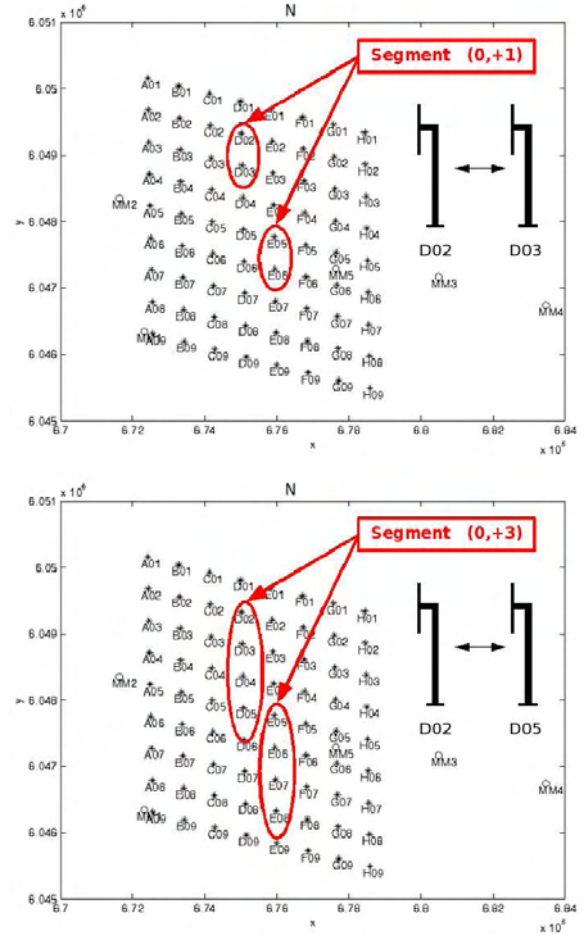 x 10⁶
N
6.051
Segment (0,+1)
6.05
A01 B01 C01 D01 E01 F01 G01 H01
A02 B02 C02 D02 E02 F02 G02 H02
6.049
A03 B03 C03 D03 E03 F03 G03 H03
A04 B04 C04 D04 F04 G04 H04
MM2
6.048
y
A05 B05 C05 D05 E05 F05 G05 H05
A06 B06 C06 D06 E06 F06 G06 H06
MM5
D02 D03
MM3
6.047
A07 B07 C07 D07 E07 F07 G07 H07
MM4
A08 B08 C08 D08 E08 F08 G08 H08
6.046
A09 B09 C09 D09 E09 F09 G09 H09
6.045
6.7 6.72 6.74 6.76 6.78 6.8 6.82 6.84
x
x 10⁶
x 10⁶
N
6.051
Segment (0,+3)
6.05
A01 B01 C01 D01 E01 F01 G01 H01
A02 B02 C02 D02 E02 F02 G02 H02
6.049
A03 B03 C03 D03 E03 F03 G03 H03
A04 B04 C04 D04 F04 G04 H04
MM2
6.048
y
A05 B05 C05 D05 E05 F05 G05 H05
A06 B06 C06 D06 E06 F06 G06 H06
MM5
D02 D05
MM3
6.047
A07 B07 C07 D07 E07 F07 G07 H07
MM4
A08 B08 C08 D08 E08 F08 G08 H08
6.046
A09 B09 C09 D09 E09 F09 G09 H09
6.045
6.7 6.72 6.74 6.76 6.78 6.8 6.82 6.84
x
x 10⁶